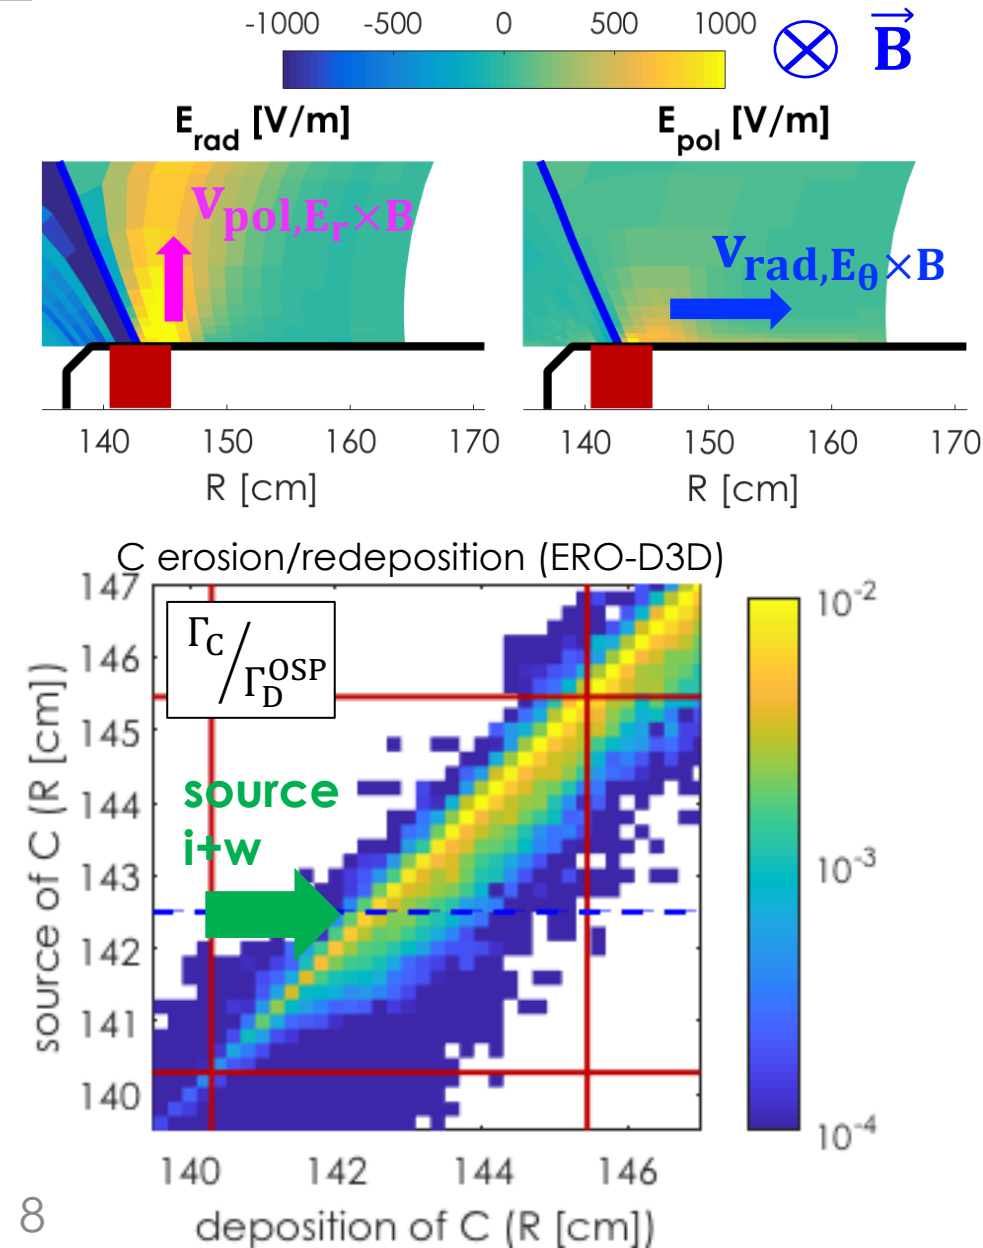 -1000 -500 0 500 1000
⊗ B⃗
E_rad [V/m]
E_pol [V/m]
v_pol,E_r×B
v_rad,E_θ×B
140 150 160 170
R [cm]
140 150 160 170
R [cm]
C erosion/redeposition (ERO-D3D)
Γ_C/Γ_D^OSP
source
i+w
source of C (R [cm])
147
146
145
144
143
142
141
140
140 142 144 146
deposition of C (R [cm])
10^-2
10^-3
10^-4
8